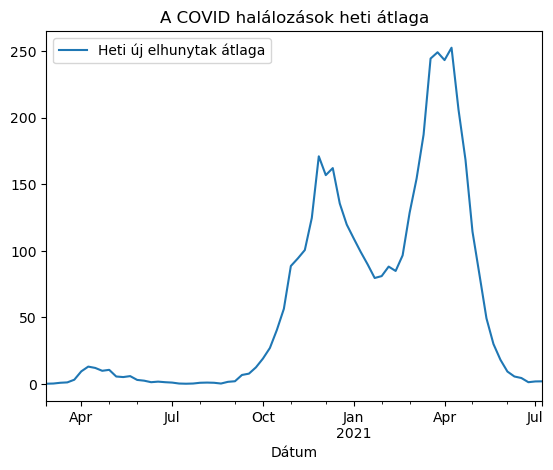 A COVID halálozások heti átlaga
Heti új elhunytak átlaga
250
200
150
100
50
0
Apr Jul Oct Jan Apr Jul
2021
Dátum